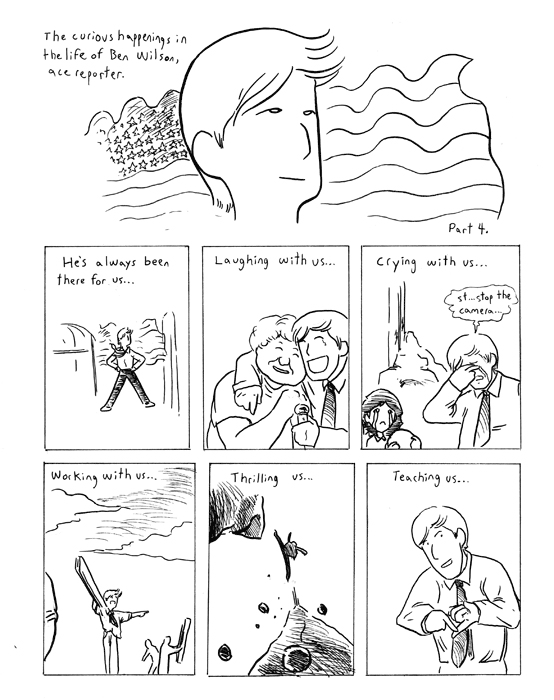 The curious happenings in
the life of Ben Wilson,
ace reporter.
Part 4.
He's always been
there for us...
Laughing with us...
Crying with us...
st...stop the
camera...
Working with us...
Thrilling us...
Teaching us...